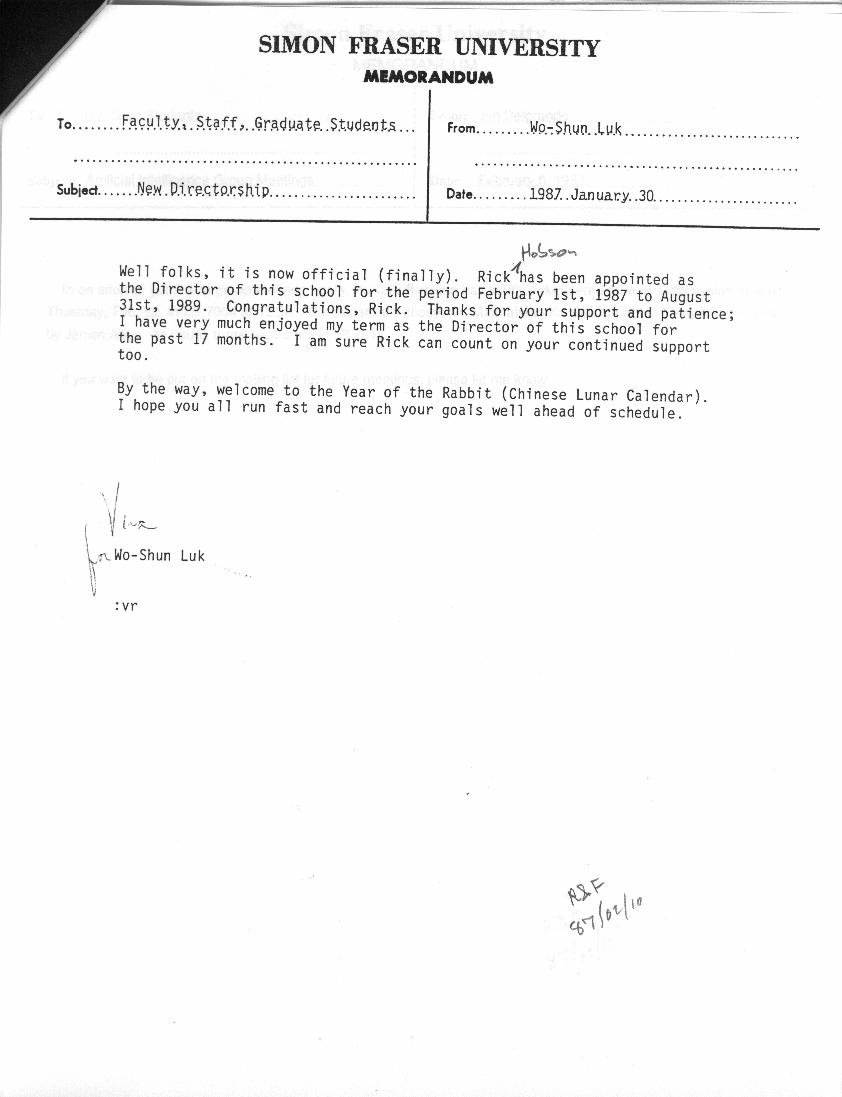 SIMON FRASER UNIVERSITY
MEMORANDUM
To........Faculty, Staff, Graduate Students...
From.........Wo-Shun Luk...........................
Subject.......New Directorship.......................
Date.........1987 January 30.......................
Hobson
Well folks, it is now official (finally). Rick has been appointed as
the Director of this school for the period February 1st, 1987 to August
31st, 1989. Congratulations, Rick. Thanks for your support and patience;
I have very much enjoyed my term as the Director of this school for
the past 17 months. I am sure Rick can count on your continued support
too.
By the way, welcome to the Year of the Rabbit (Chinese Lunar Calendar).
I hope you all run fast and reach your goals well ahead of schedule.
for Wo-Shun Luk
:vr
R&F
87/02/10